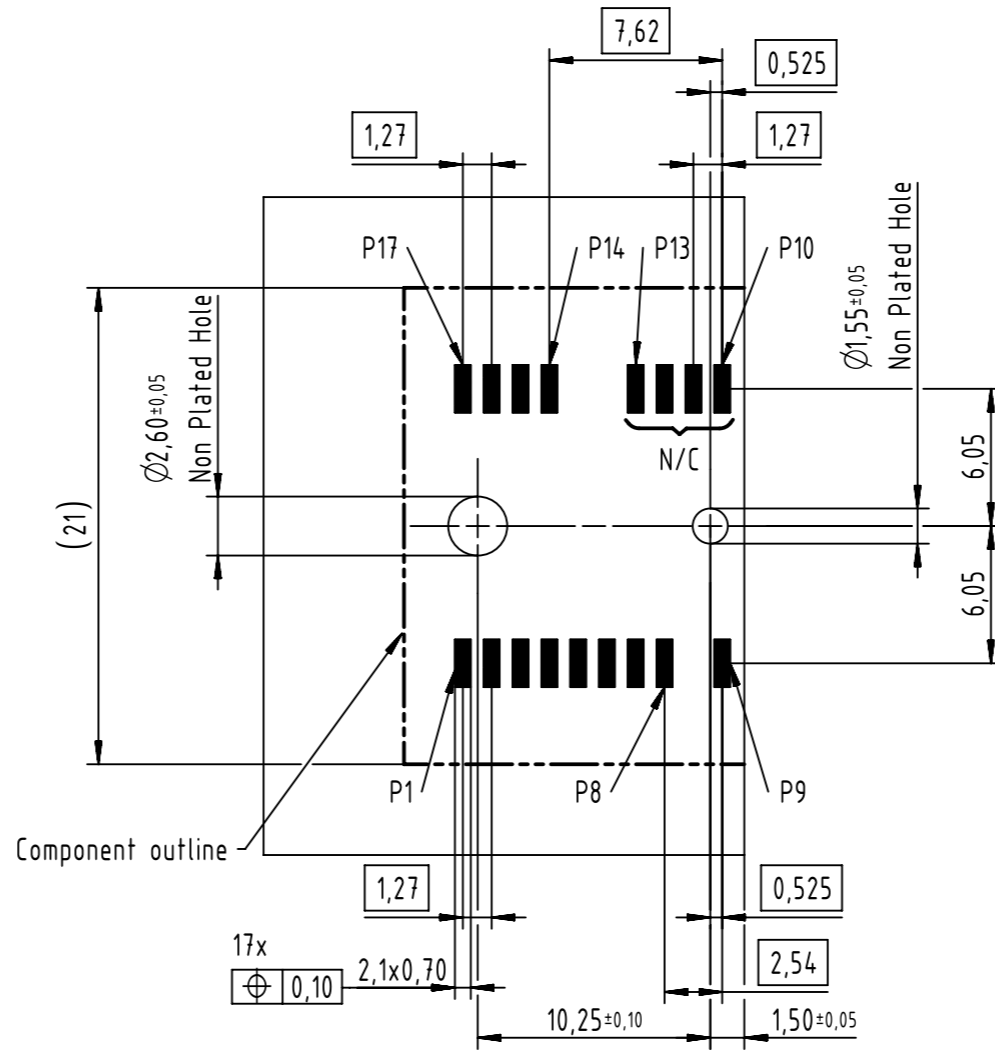 7,62
0,525
1,27
1,27
P17
P14
P13
P10
Ø1,55±0,05
Non Plated Hole
Ø2,60±0,05
Non Plated Hole
N/C
6,05
(21)
6,05
P1
P8
P9
Component outline
1,27
0,525
17x
⌖ 0,10
2,1x0,70
2,54
10,25±0,10
1,50±0,05